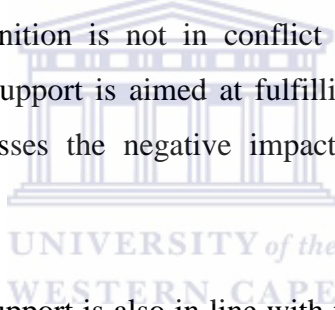 nition is not in conflict
upport is aimed at fulfilli
sses the negative impact
UNIVERSITY of the
WESTERN CAPE
upport is also in line with